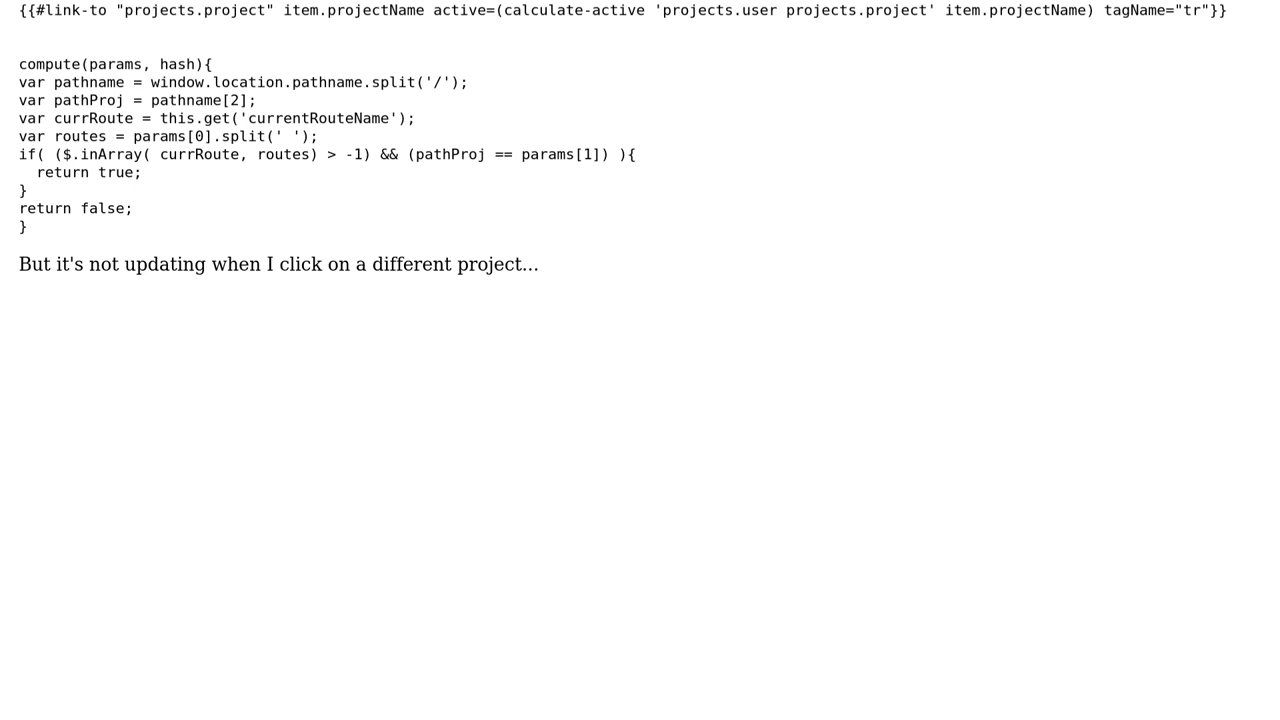 {{#link-to "projects.project" item.projectName active=(calculate-active 'projects.user projects.project' item.projectName) tagName="tr"}}
compute(params, hash){
var pathname = window.location.pathname.split('/');
var pathProj = pathname[2];
var currRoute = this.get('currentRouteName');
var routes = params[0].split(' ');
if( ($.inArray( currRoute, routes) > -1) && (pathProj == params[1]) ){
  return true;
}
return false;
}
But it's not updating when I click on a different project...